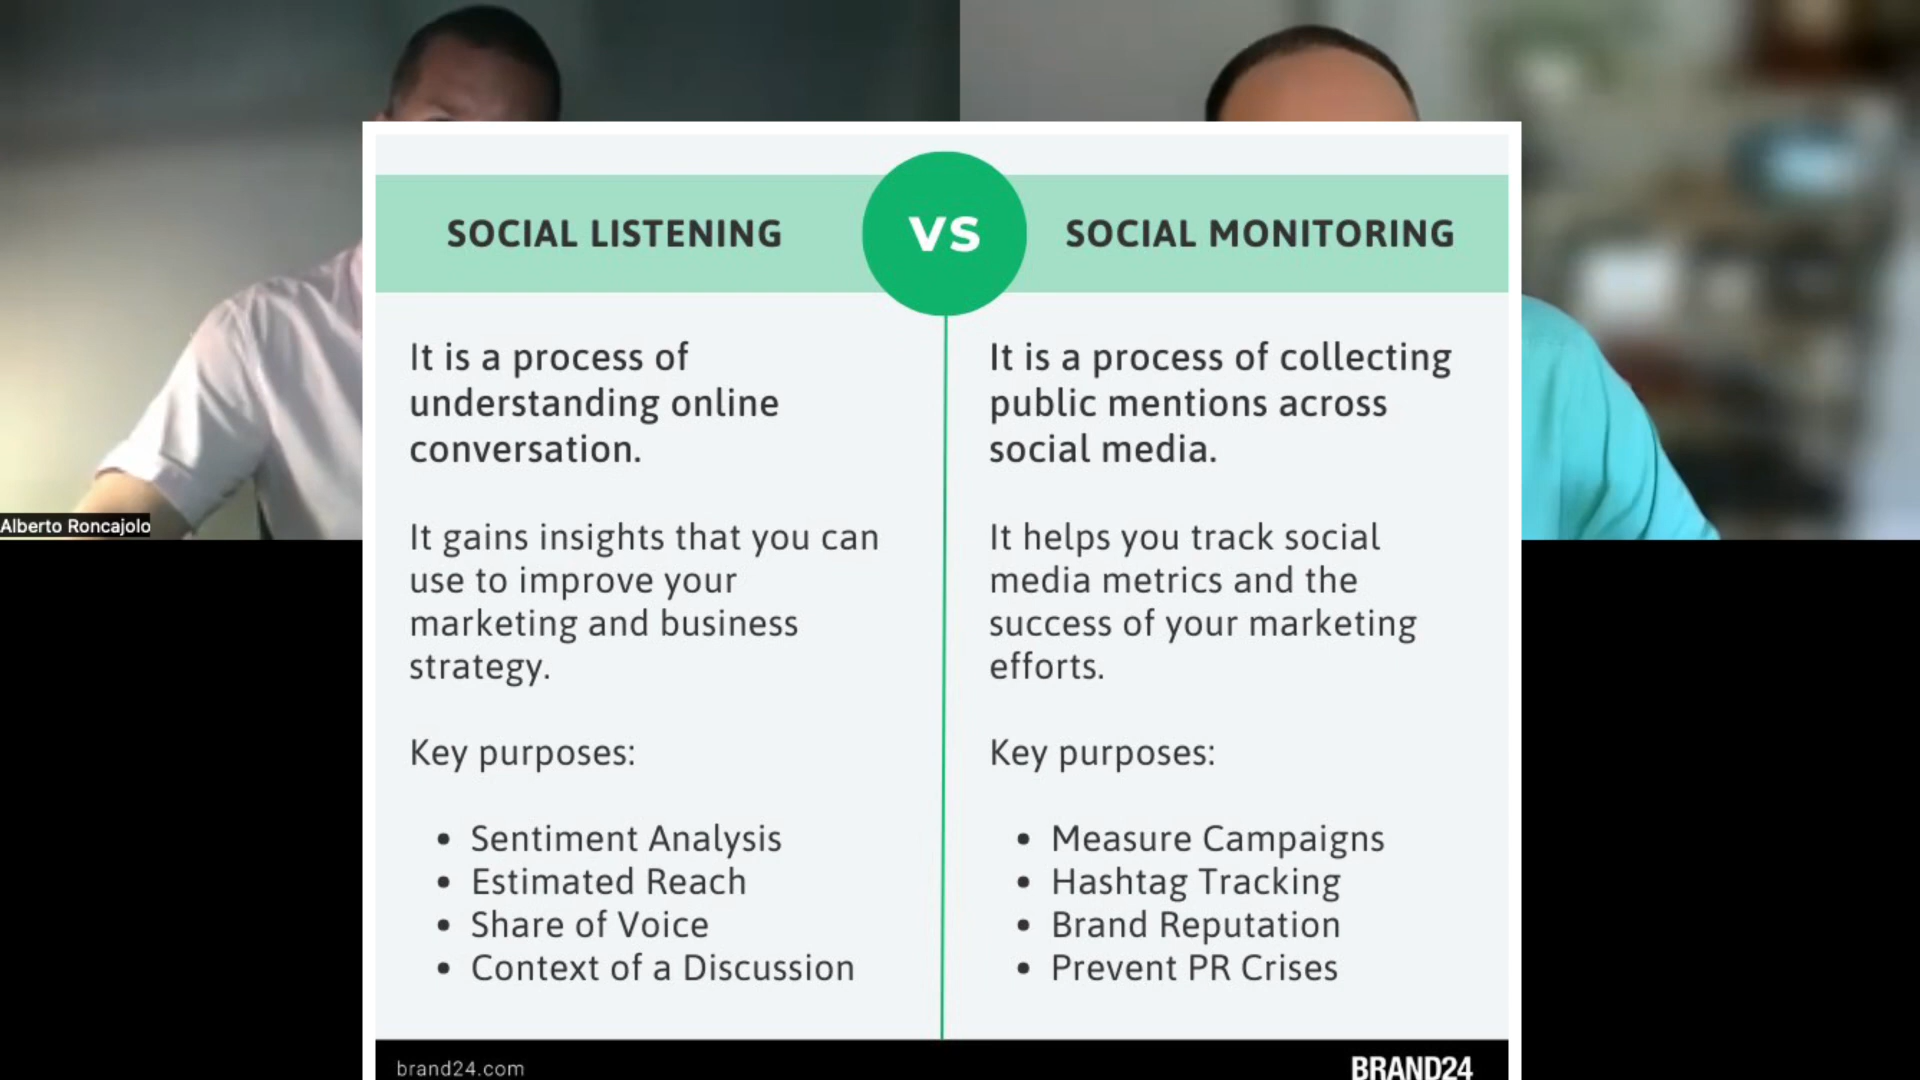 SOCIAL LISTENING
VS
SOCIAL MONITORING
It is a process of
understanding online
conversation.
It gains insights that you can
use to improve your
marketing and business
strategy.
Key purposes:
• Sentiment Analysis
• Estimated Reach
• Share of Voice
• Context of a Discussion
It is a process of collecting
public mentions across
social media.
It helps you track social
media metrics and the
success of your marketing
efforts.
Key purposes:
• Measure Campaigns
• Hashtag Tracking
• Brand Reputation
• Prevent PR Crises
brand24.com
BRAND24
Alberto Roncajolo